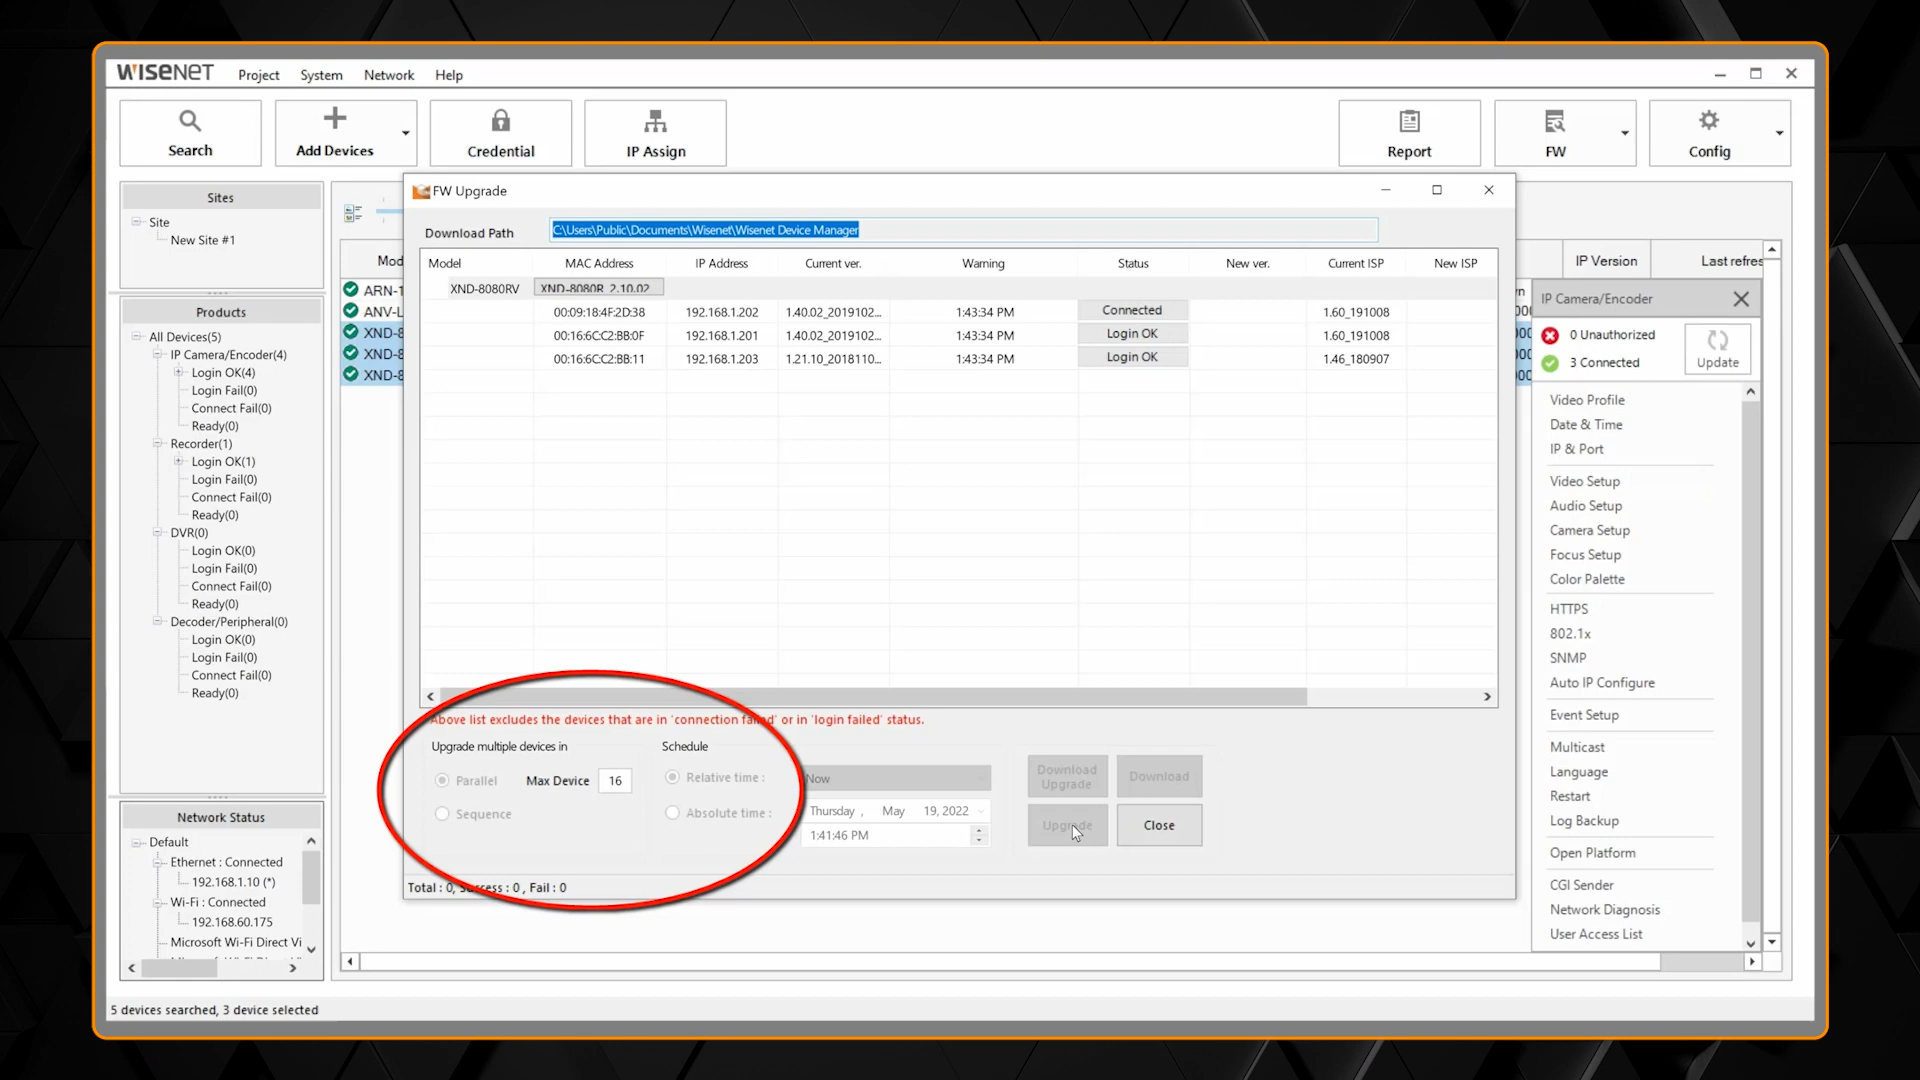 WISENET Project System Network Help
Search
Add Devices
Credential
IP Assign
Report
FW
Config
Sites
Site
New Site #1
Products
All Devices(5)
IP Camera/Encoder(4)
Login OK(4)
Login Fail(0)
Connect Fail(0)
Ready(0)
Recorder(1)
Login OK(1)
Login Fail(0)
Connect Fail(0)
Ready(0)
DVR(0)
Login OK(0)
Login Fail(0)
Connect Fail(0)
Ready(0)
Decoder/Peripheral(0)
Login OK(0)
Login Fail(0)
Connect Fail(0)
Ready(0)
Network Status
Default
Ethernet : Connected
192.168.1.10 (*)
Wi-Fi : Connected
192.168.60.175
Microsoft Wi-Fi Direct Vi
Mod
ARN-1
ANV-L
XND-8
XND-8
XND-8
FW Upgrade
Download Path C:\Users\Public\Documents\Wisenet\Wisenet Device Manager
Model MAC Address IP Address Current ver. Warning Status New ver. Current ISP New ISP
XND-8080RV XND-8080R 2.10.02
00:09:18:4F:2D:38 192.168.1.202 1.40.02_2019102... 1:43:34 PM Connected 1.60_191008
00:16:6C:C2:BB:0F 192.168.1.201 1.40.02_2019102... 1:43:34 PM Login OK 1.60_191008
00:16:6C:C2:BB:11 192.168.1.203 1.21.10_2018110... 1:43:34 PM Login OK 1.46_180907
Above list excludes the devices that are in 'connection failed' or in 'login failed' status.
Upgrade multiple devices in
Parallel Max Device 16
Sequence
Schedule
Relative time : Now
Absolute time : Thursday , May 19, 2022
1:41:46 PM
Download Upgrade
Download
Upgrade
Close
Total : 0, Success : 0 , Fail : 0
IP Version Last refres
IP Camera/Encoder
0 Unauthorized
3 Connected
Update
Video Profile
Date & Time
IP & Port
Video Setup
Audio Setup
Camera Setup
Focus Setup
Color Palette
HTTPS
802.1x
SNMP
Auto IP Configure
Event Setup
Multicast
Language
Restart
Log Backup
Open Platform
CGI Sender
Network Diagnosis
User Access List
5 devices searched, 3 device selected